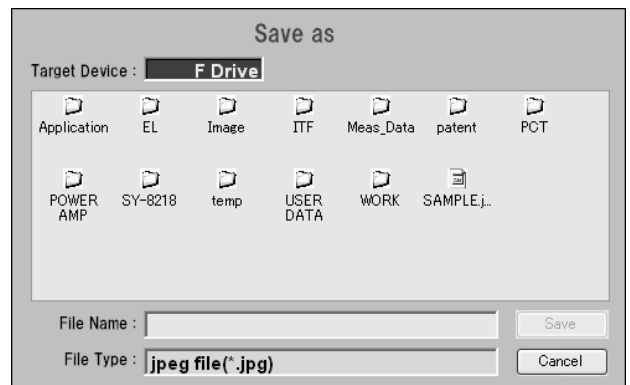 Save as
Target Device : F Drive
Application EL Image ITF Meas_Data patent PCT
POWER AMP SY-8218 temp USER DATA WORK SAMPLE.j...
File Name : Save
File Type : jpeg file(*.jpg) Cancel